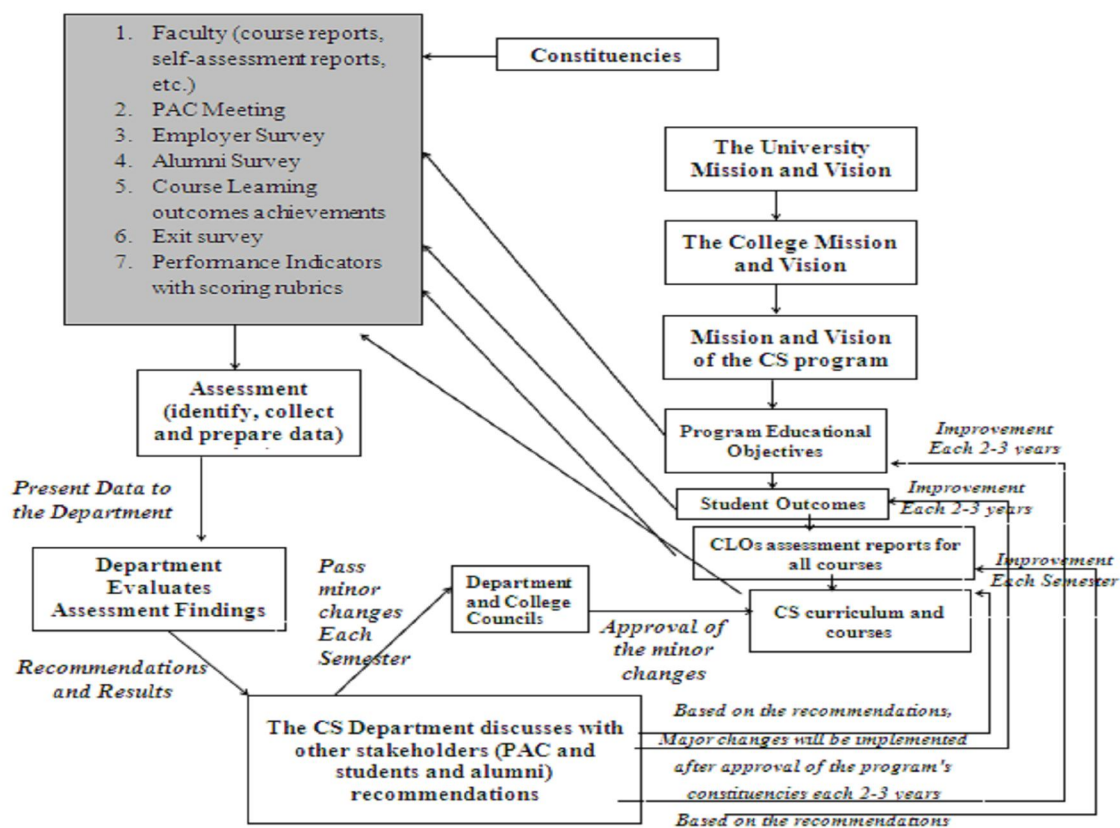 1. Faculty (course reports,
self-assessment reports,
etc.)
2. PAC Meeting
3. Employer Survey
4. Alumni Survey
5. Course Learning
outcomes achievements
6. Exit survey
7. Performance Indicators
with scoring rubrics
Constituencies
The University
Mission and Vision
The College Mission
and Vision
Mission and Vision
of the CS program
Assessment
(identify, collect
and prepare data)
Program Educational
Objectives
Improvement
Each 2-3 years
Student Outcomes
Improvement
Each 2-3 years
Present Data to
the Department
CLOs assessment reports for
all courses
Improvement
Each Semester
Department
Evaluates
Assessment Findings
Pass
minor
changes
Each
Semester
Department
and College
Councils
Approval of
the minor
changes
CS curriculum and
courses
Recommendations
and Results
The CS Department discusses with
other stakeholders (PAC and
students and alumni)
recommendations
Based on the recommendations,
Major changes will be implemented
after approval of the program's
constituencies each 2-3 years
Based on the recommendations